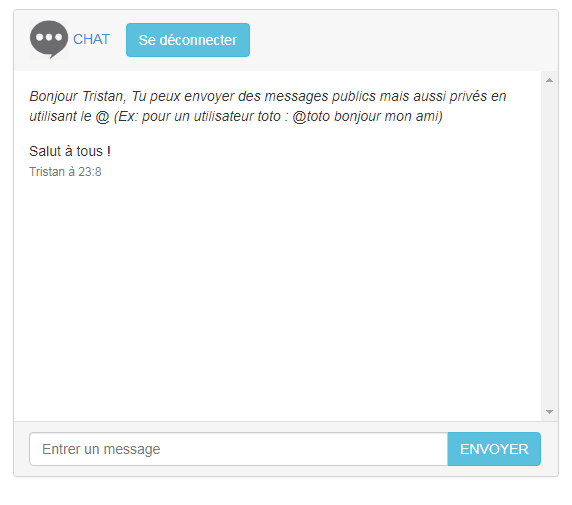 CHAT Se déconnecter
Bonjour Tristan, Tu peux envoyer des messages publics mais aussi privés en
utilisant le @ (Ex: pour un utilisateur toto : @toto bonjour mon ami)
Salut à tous !
Tristan à 23:8
Entrer un message ENVOYER